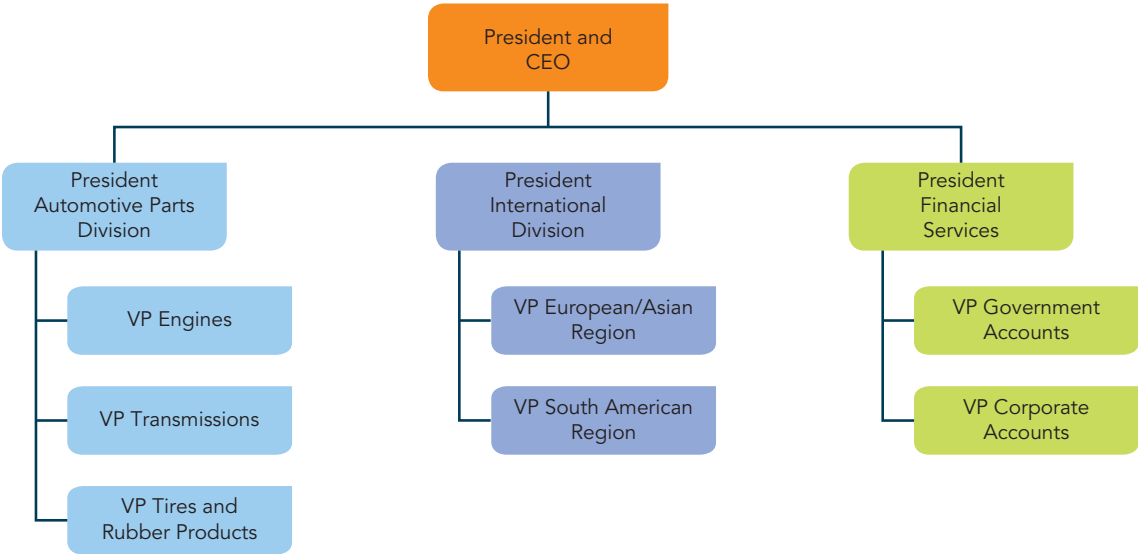 President and
CEO
President
Automotive Parts
Division
President
International
Division
President
Financial
Services
VP Engines
VP European/Asian
Region
VP Government
Accounts
VP Transmissions
VP South American
Region
VP Corporate
Accounts
VP Tires and
Rubber Products